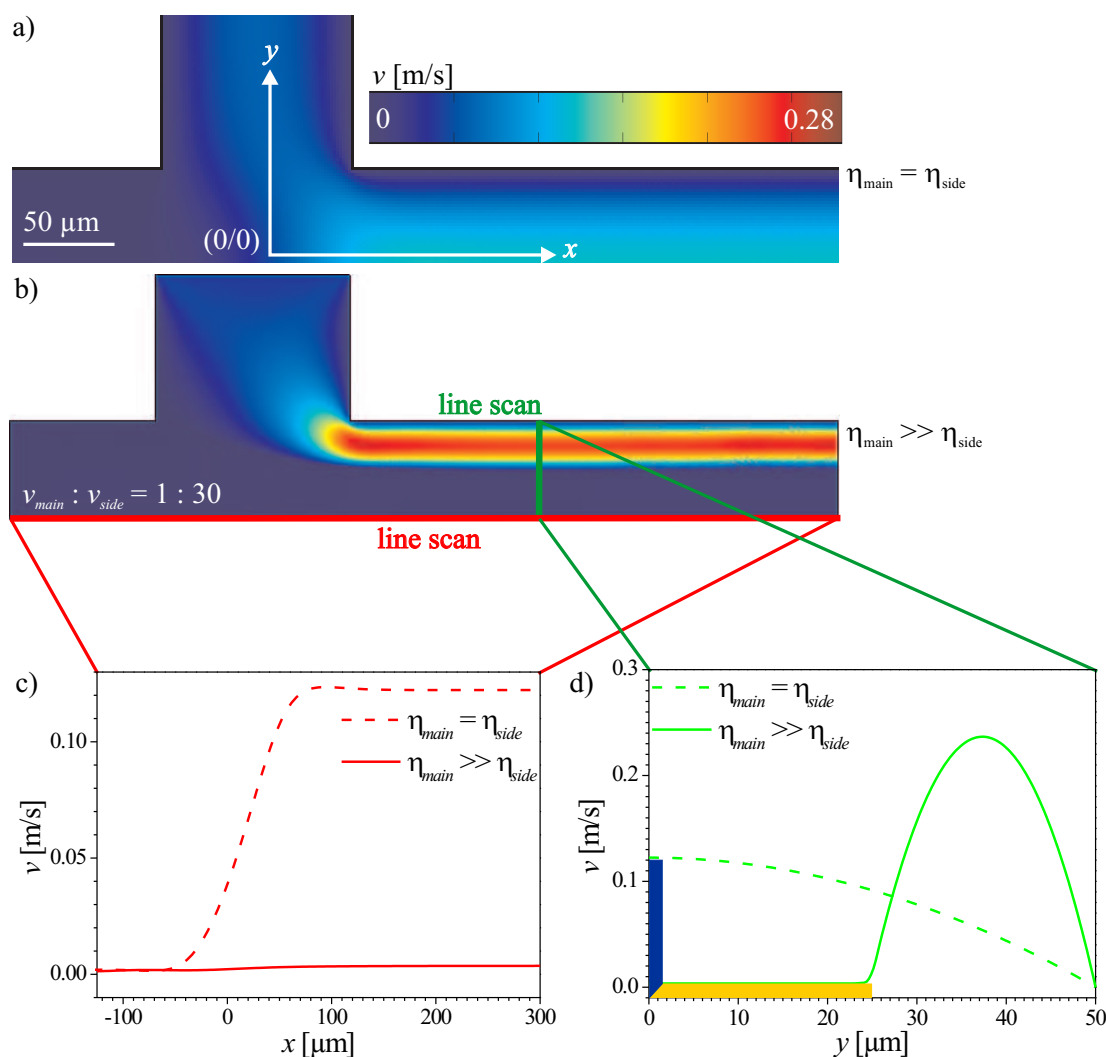 a)
y
v [m/s]
0 0.28
η_main = η_side
50 µm
(0/0)
x
b)
line scan
η_main >> η_side
v_main : v_side = 1 : 30
line scan
c)
η_main = η_side
η_main >> η_side
0.10
0.05
0.00
v [m/s]
-100 0 100 200 300
x [µm]
d)
η_main = η_side
η_main >> η_side
0.3
0.2
0.1
0.0
v [m/s]
0 10 20 30 40 50
y [µm]